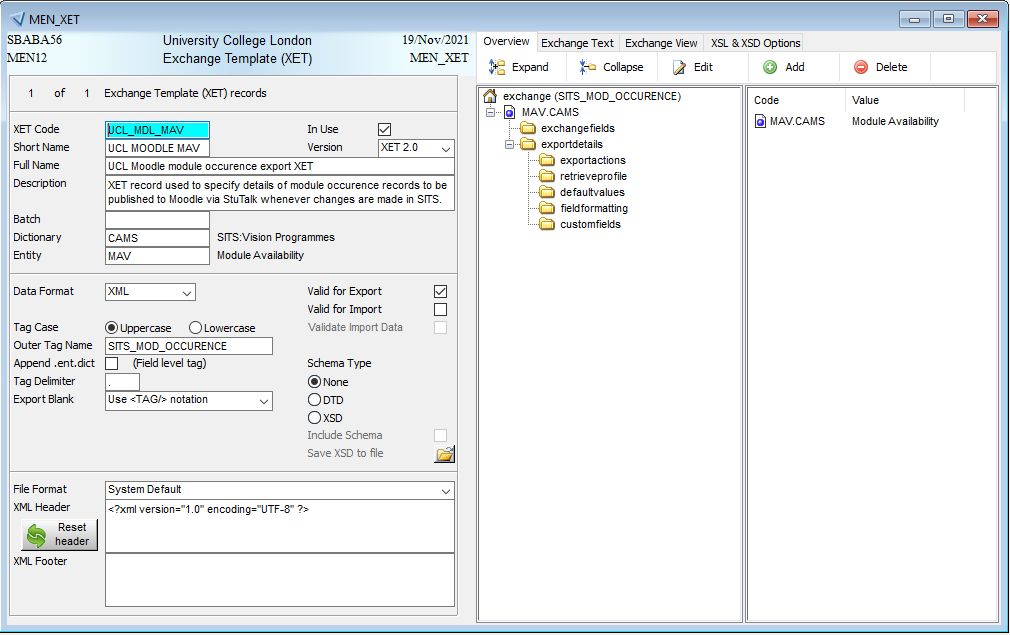 MEN_XET
SBABA56 University College London 19/Nov/2021
MEN12 Exchange Template (XET) MEN_XET
1 of 1 Exchange Template (XET) records
XET Code UCL_MDL_MAV In Use
Short Name UCL MOODLE MAV Version XET 2.0
Full Name UCL Moodle module occurence export XET
Description XET record used to specify details of module occurence records to be
published to Moodle via StuTalk whenever changes are made in SITS.
Batch
Dictionary CAMS SITS:Vision Programmes
Entity MAV Module Availability
Data Format XML Valid for Export
Valid for Import
Tag Case Uppercase Lowercase Validate Import Data
Outer Tag Name SITS_MOD_OCCURENCE
Append .ent.dict (Field level tag) Schema Type
Tag Delimiter . None
Export Blank Use <TAG/> notation DTD
XSD
Include Schema
Save XSD to file
File Format System Default
XML Header <?xml version="1.0" encoding="UTF-8" ?>
Reset
header
XML Footer
Overview Exchange Text Exchange View XSL & XSD Options
Expand Collapse Edit Add Delete
exchange (SITS_MOD_OCCURENCE)
MAV.CAMS
exchangefields
exportdetails
exportactions
retrieveprofile
defaultvalues
fieldformatting
customfields
Code Value
MAV.CAMS Module Availability